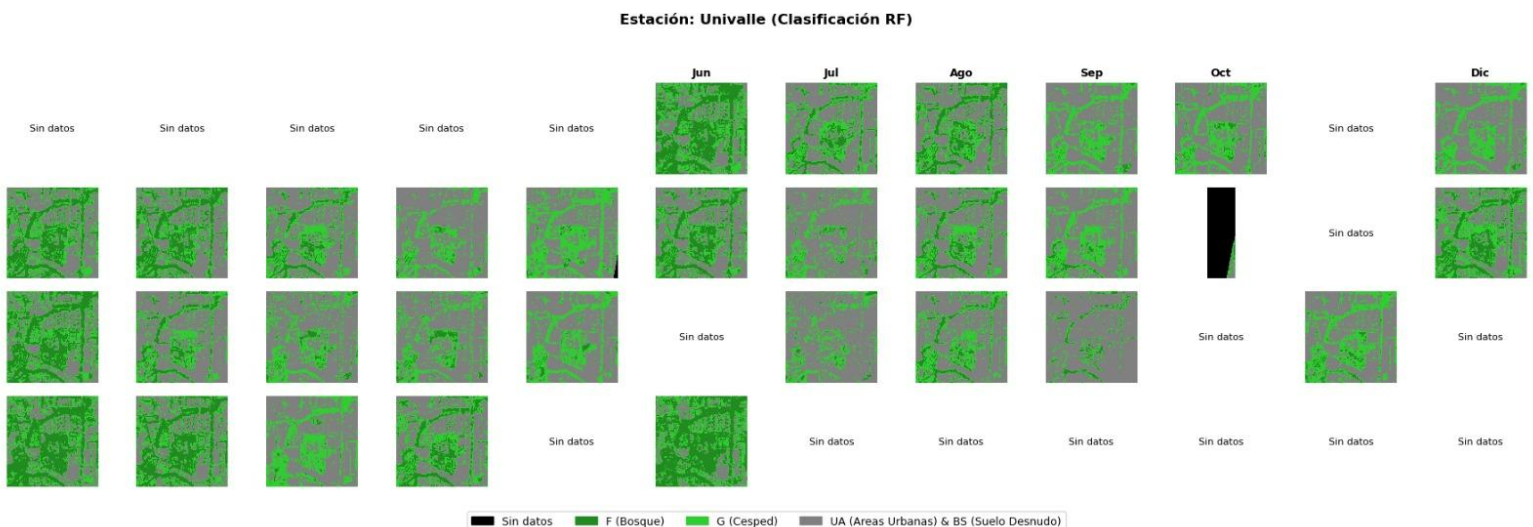 Estación: Univalle (Clasificación RF)
Jun Jul Ago Sep Oct Dic
Sin datos Sin datos Sin datos Sin datos Sin datos Sin datos
Sin datos
Sin datos Sin datos Sin datos
Sin datos Sin datos Sin datos Sin datos Sin datos Sin datos Sin datos
Sin datos F (Bosque) G (Cesped) UA (Areas Urbanas) & BS (Suelo Desnudo)